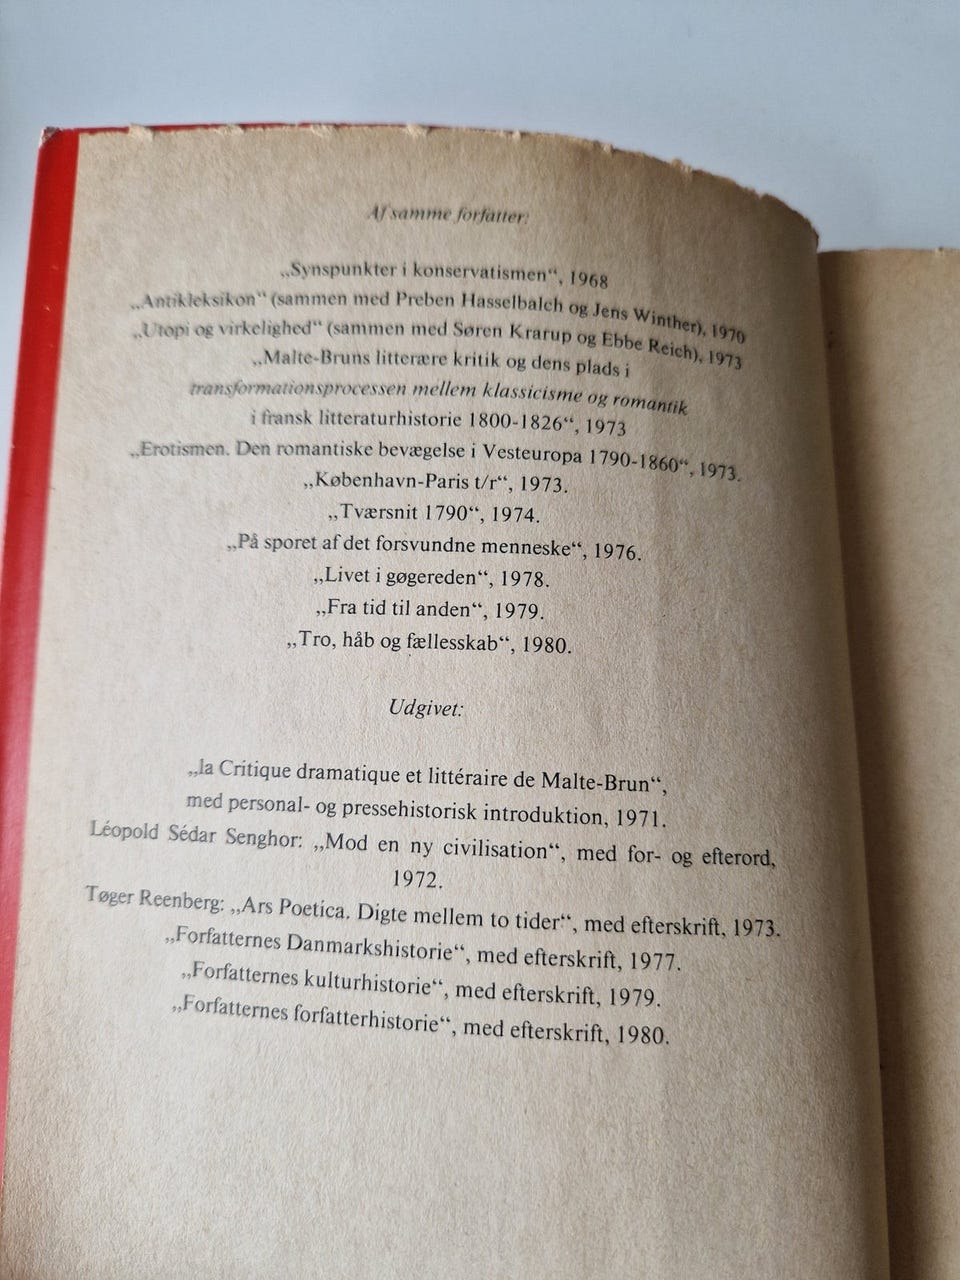 Af samme forfatter:
„Synspunkter i konservatismen“, 1968
„Antikleksikon“ (sammen med Preben Hasselbalch og Jens Winther), 1970
„Utopi og virkelighed“ (sammen med Søren Krarup og Ebbe Reich), 1973
„Malte-Bruns litterære kritik og dens plads i
transformationsprocessen mellem klassicisme og romantik
i fransk litteraturhistorie 1800-1826“, 1973
„Erotismen. Den romantiske bevægelse i Vesteuropa 1790-1860“, 1973.
„København-Paris t/r“, 1973.
„Tværsnit 1790“, 1974.
„På sporet af det forsvundne menneske“, 1976.
„Livet i gøgereden“, 1978.
„Fra tid til anden“, 1979.
„Tro, håb og fællesskab“, 1980.
Udgivet:
„la Critique dramatique et littéraire de Malte-Brun“,
med personal- og pressehistorisk introduktion, 1971.
Léopold Sédar Senghor: „Mod en ny civilisation“, med for- og efterord,
1972.
Tøger Reenberg: „Ars Poetica. Digte mellem to tider“, med efterskrift, 1973.
„Forfatternes Danmarkshistorie“, med efterskrift, 1977.
„Forfatternes kulturhistorie“, med efterskrift, 1979.
„Forfatternes forfatterhistorie“, med efterskrift, 1980.